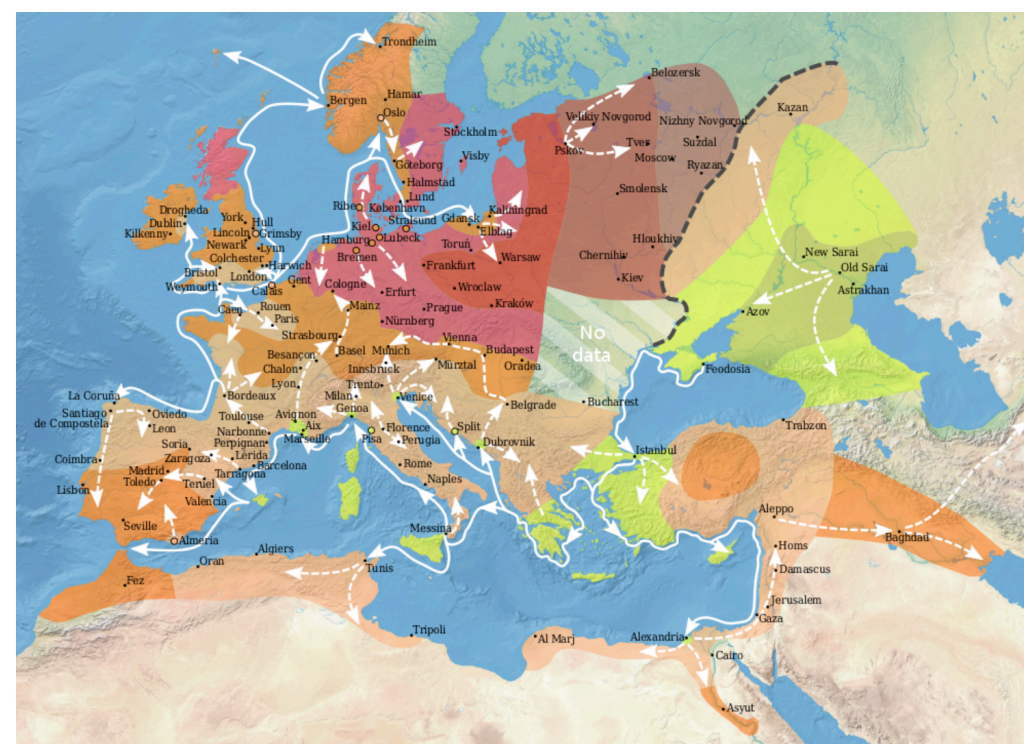 Trondheim
Belozersk
Bergen
Hamar
Oslo
Kazan
Stockholm
Velikiy Novgorod
Nizhny Novgorod
Pskov
Tver
Suzdal
Visby
Moscow
Göteborg
Ryazan
Halmstad
Smolensk
Lund
Drogheda
Ribe
København
Kaliningrad
Dublin
York
Hull
Kiel
Stralsund
Gdansk
Kilkenny
Lincoln
Grimsby
Hamburg
Lubeck
Elbląg
Hloukhiy
Newark
Lynn
Bremen
Toruń
Warsaw
Chernihiv
New Sarai
Colchester
Harwich
Frankfurt
Old Sarai
Bristol
London
Gent
Kiev
Weymouth
Calais
Cologne
Erfurt
Wroclaw
Astrakhan
Caen
Rouen
Mainz
Prague
Kraków
Azov
Paris
Nürnberg
No
data
Strasbourg
Vienna
Besançon
Basel
Munich
Budapest
Chalon
Innsbruck
Mürztal
Oradea
Feodosia
Lyon
Trento
La Coruña
Bordeaux
Milan
Venice
Belgrade
Bucharest
Santiago
de Compostela
Oviedo
Toulouse
Avignon
Genoa
Leon
Narbonne
Aix
Florence
Split
Trabzon
Soria
Perpignan
Marseille
Pisa
Perugia
Dubrovnik
Coimbra
Zaragoza
Lérida
Barcelona
Rome
Istanbul
Madrid
Toledo
Tarragona
Teruel
Naples
Lisbon
Valencia
Aleppo
Seville
Messina
Almeria
Baghdad
Algiers
Homs
Oran
Tunis
Damascus
Fez
Jerusalem
Gaza
Tripoli
Al Marj
Alexandria
Cairo
Asyut